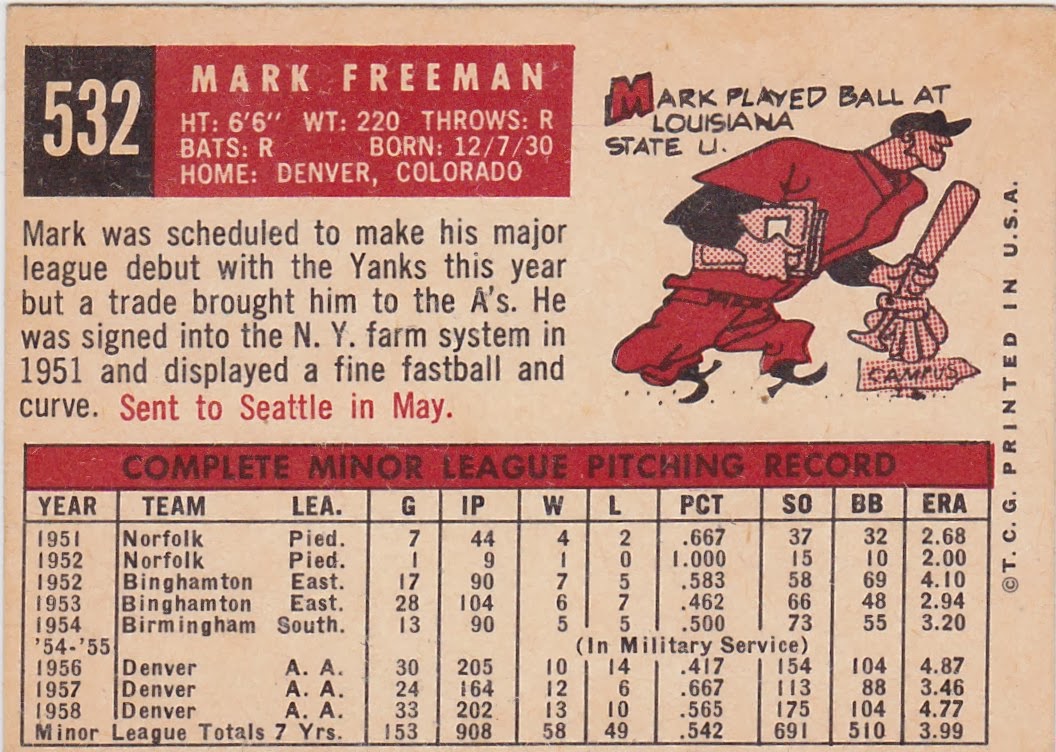 532
MARK FREEMAN
HT: 6'6" WT: 220 THROWS: R
BATS: R BORN: 12/7/30
HOME: DENVER, COLORADO
MARK PLAYED BALL AT
LOUISIANA
STATE U.
CAMPUS
Mark was scheduled to make his major
league debut with the Yanks this year
but a trade brought him to the A's. He
was signed into the N. Y. farm system in
1951 and displayed a fine fastball and
curve. Sent to Seattle in May.
COMPLETE MINOR LEAGUE PITCHING RECORD
YEAR TEAM LEA. G IP W L PCT SO BB ERA
1951 Norfolk Pied. 7 44 4 2 .667 37 32 2.68
1952 Norfolk Pied. 1 9 1 0 1.000 15 10 2.00
1952 Binghamton East. 17 90 7 5 .583 58 69 4.10
1953 Binghamton East. 28 104 6 7 .462 66 48 2.94
1954 Birmingham South. 13 90 5 5 .500 73 55 3.20
'54-'55 (In Military Service)
1956 Denver A. A. 30 205 10 14 .417 154 104 4.87
1957 Denver A. A. 24 164 12 6 .667 113 88 3.46
1958 Denver A. A. 33 202 13 10 .565 175 104 4.77
Minor League Totals 7 Yrs. 153 908 58 49 .542 691 510 3.99
©T. C. G. PRINTED IN U.S.A.